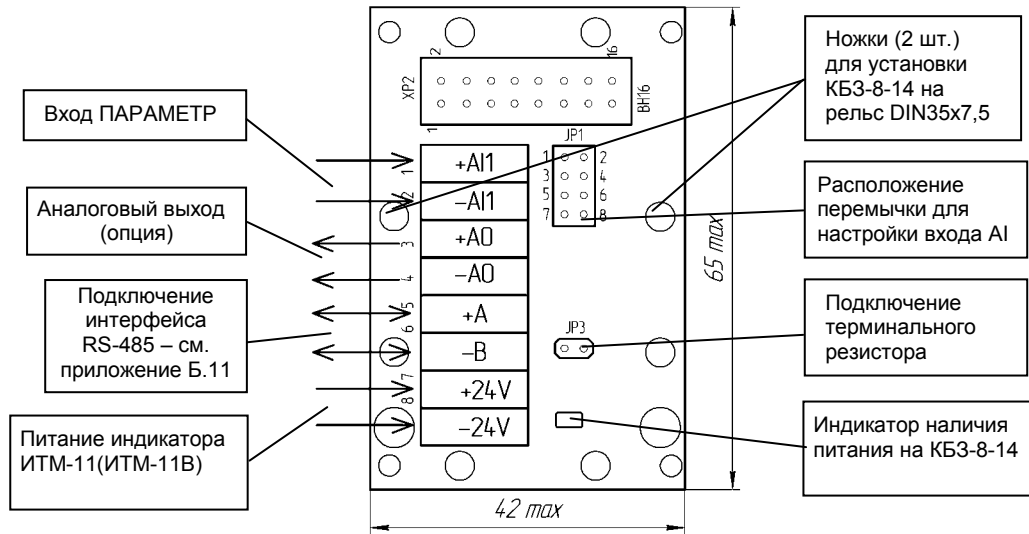 Вход ПАРАМЕТР
Аналоговый выход
(опция)
Подключение
интерфейса
RS-485 – см.
приложение Б.11
Питание индикатора
ИТМ-11(ИТМ-11В)
XP2
2
16
1
BH16
JP1
1
2
3
4
5
6
7
8
1
+AI1
2
–AI1
3
+AO
4
–AO
5
+A
6
–B
7
+24V
8
–24V
JP3
65 max
42 max
Ножки (2 шт.)
для установки
КБЗ-8-14 на
рельс DIN35x7,5
Расположение
перемычки для
настройки входа AI
Подключение
терминального
резистора
Индикатор наличия
питания на КБЗ-8-14